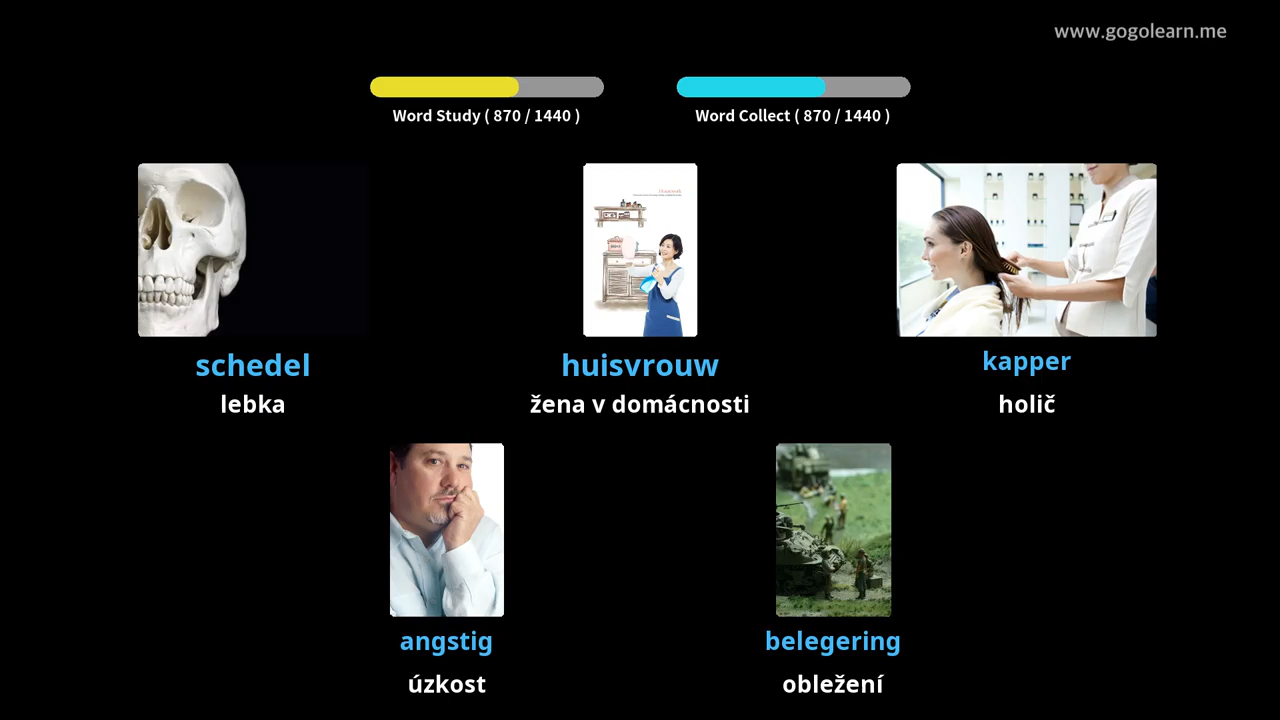 www.gogolearn.me
Word Study ( 870 / 1440 )
Word Collect ( 870 / 1440 )
schedel
huisvrouw
kapper
lebka
žena v domácnosti
holič
angstig
belegering
úzkost
obležení